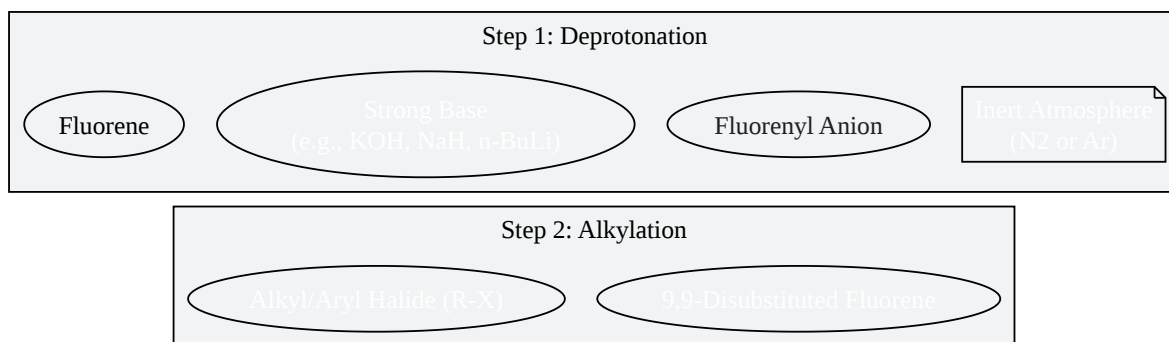 Step 1: Deprotonation
Fluorene
Strong Base
(e.g., KOH, NaH, n-BuLi)
Fluorenyl Anion
Inert Atmosphere
(N2 or Ar)
Step 2: Alkylation
Alkyl/Aryl Halide (R-X)
9,9-Disubstituted Fluorene